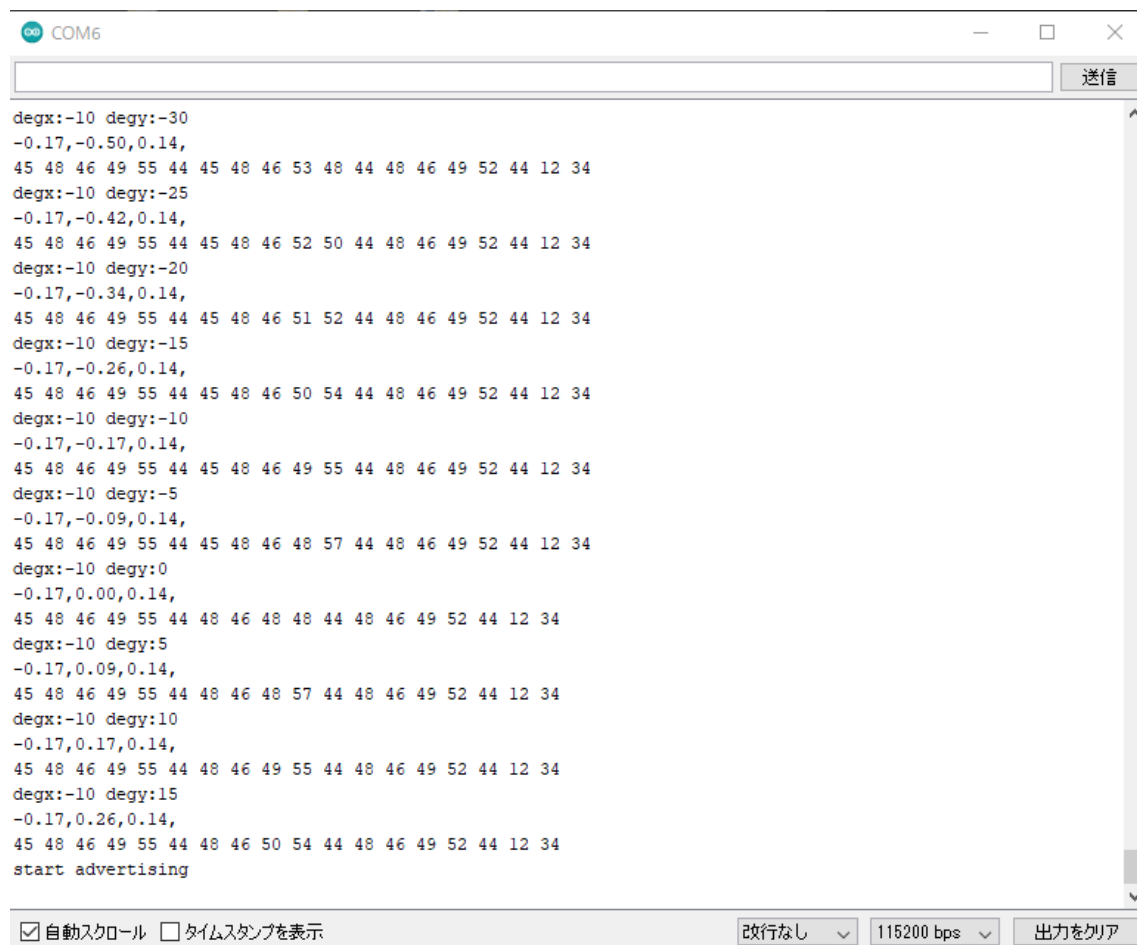 COM6
送信
degx:-10 degy:-30
-0.17,-0.50,0.14,
45 48 46 49 55 44 45 48 46 53 48 44 48 46 49 52 44 12 34
degx:-10 degy:-25
-0.17,-0.42,0.14,
45 48 46 49 55 44 45 48 46 52 50 44 48 46 49 52 44 12 34
degx:-10 degy:-20
-0.17,-0.34,0.14,
45 48 46 49 55 44 45 48 46 51 52 44 48 46 49 52 44 12 34
degx:-10 degy:-15
-0.17,-0.26,0.14,
45 48 46 49 55 44 45 48 46 50 54 44 48 46 49 52 44 12 34
degx:-10 degy:-10
-0.17,-0.17,0.14,
45 48 46 49 55 44 45 48 46 49 55 44 48 46 49 52 44 12 34
degx:-10 degy:-5
-0.17,-0.09,0.14,
45 48 46 49 55 44 45 48 46 48 57 44 48 46 49 52 44 12 34
degx:-10 degy:0
-0.17,0.00,0.14,
45 48 46 49 55 44 48 46 48 48 44 48 46 49 52 44 12 34
degx:-10 degy:5
-0.17,0.09,0.14,
45 48 46 49 55 44 48 46 48 57 44 48 46 49 52 44 12 34
degx:-10 degy:10
-0.17,0.17,0.14,
45 48 46 49 55 44 48 46 49 55 44 48 46 49 52 44 12 34
degx:-10 degy:15
-0.17,0.26,0.14,
45 48 46 49 55 44 48 46 50 54 44 48 46 49 52 44 12 34
start advertising
自動スクロール タイムスタンプを表示 改行なし 115200 bps 出力をクリア